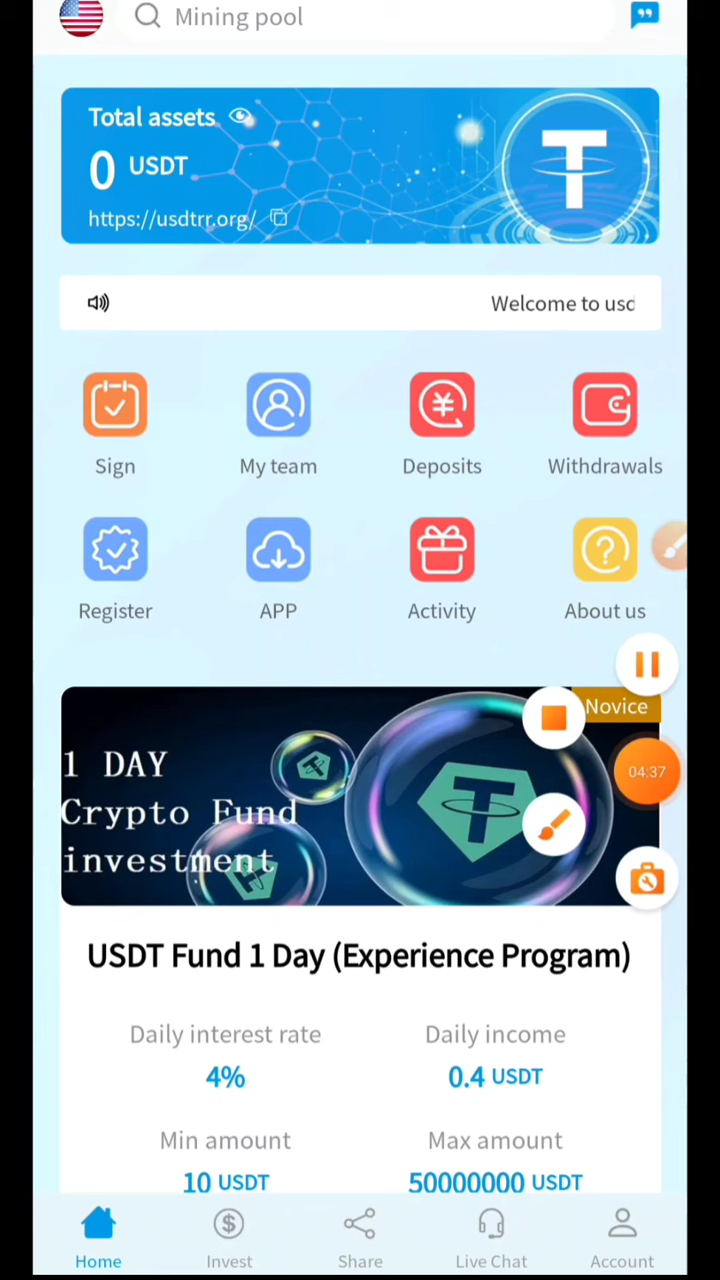 Mining pool
Total assets
0 USDT
https://usdtrr.org/
Welcome to usd
Sign
My team
Deposits
Withdrawals
Register
APP
Activity
About us
Novice
1 DAY
Crypto Fund
investment
04:37
USDT Fund 1 Day (Experience Program)
Daily interest rate
Daily income
4%
0.4 USDT
Min amount
Max amount
10 USDT
50000000 USDT
Home
Invest
Share
Live Chat
Account